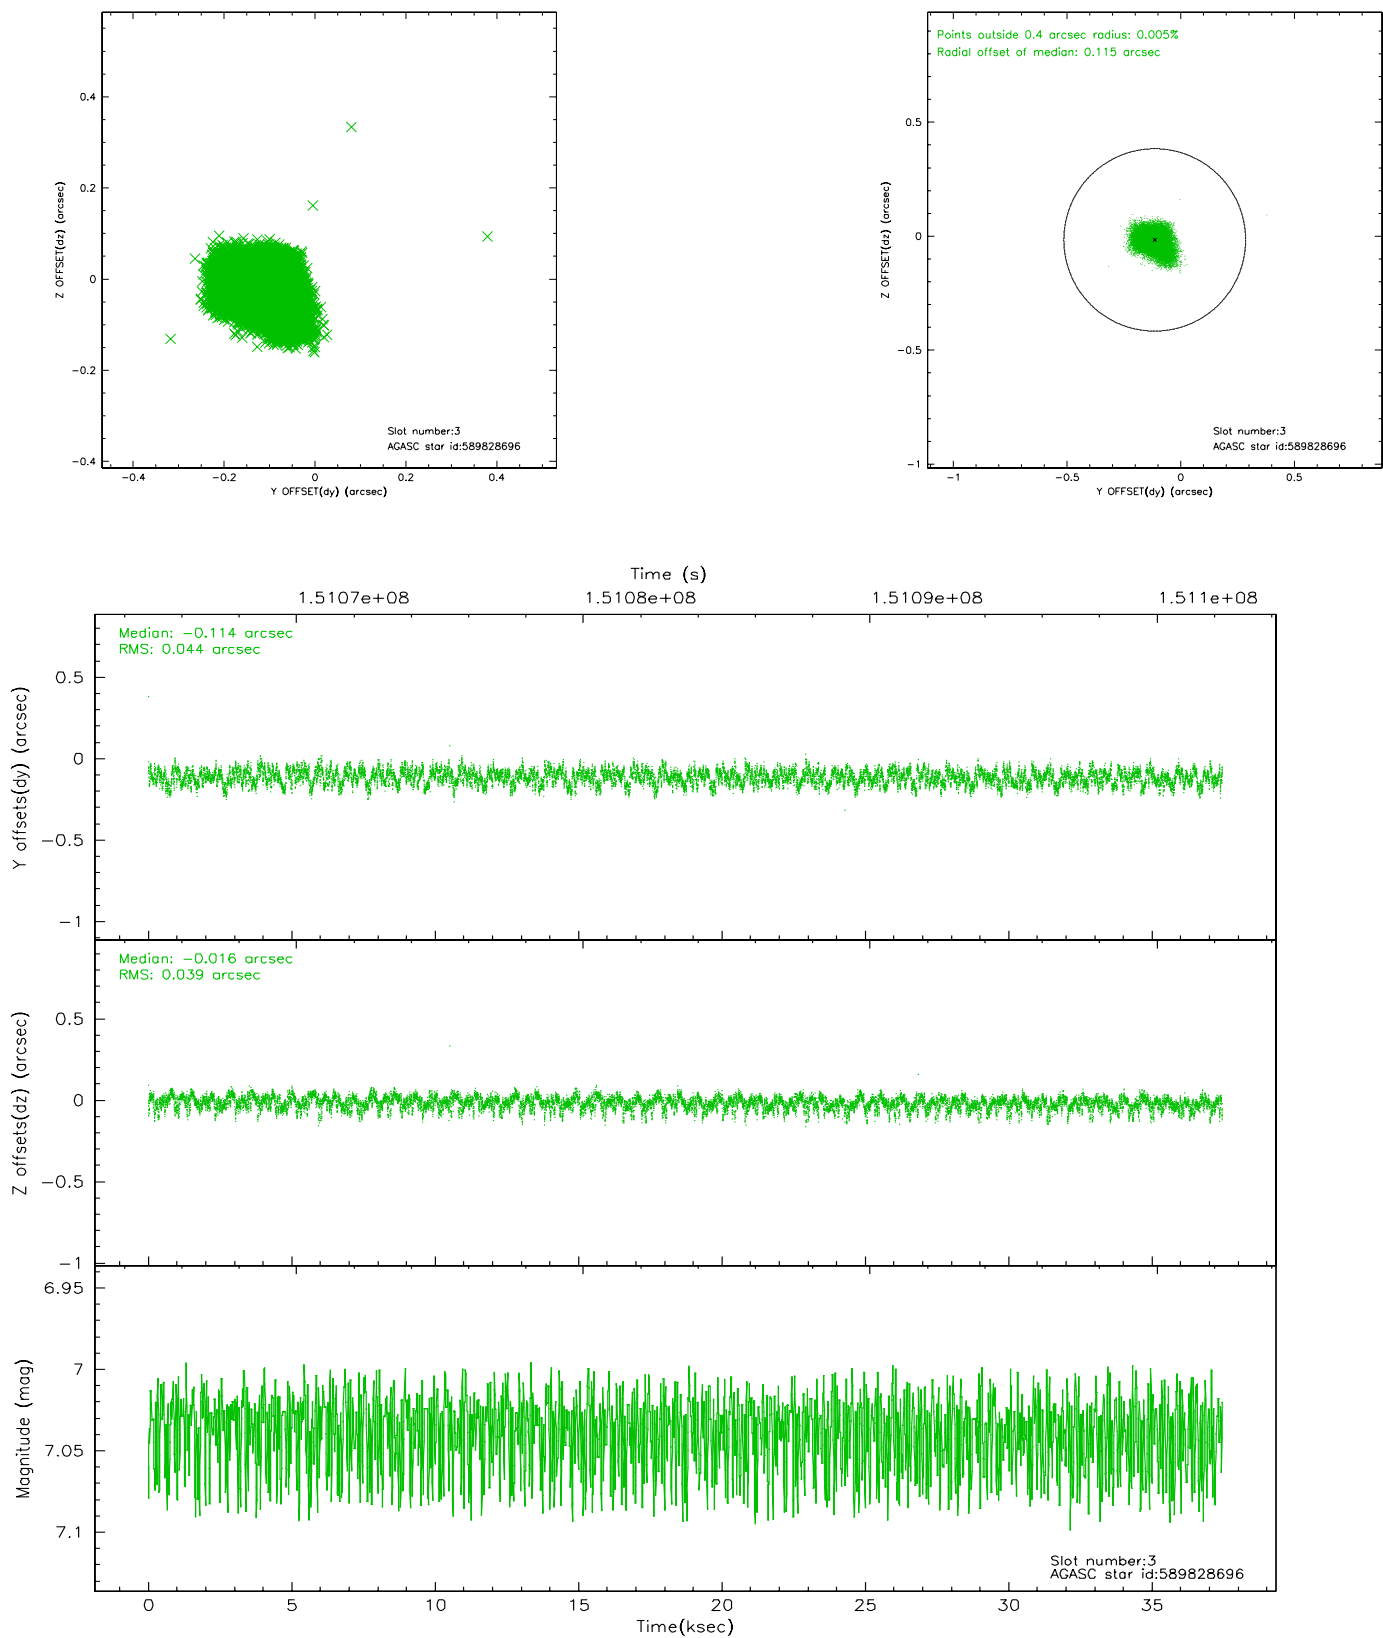 0.4
0.2
0
-0.2
-0.4
Z OFFSET(dz) (arcsec)
Slot number:3
AGASC star id:589828696
-0.4 -0.2 0 0.2 0.4
Y OFFSET(dy) (arcsec)
Points outside 0.4 arcsec radius: 0.005%
Radial offset of median: 0.115 arcsec
0.5
0
-0.5
-1
Z OFFSET(dz) (arcsec)
Slot number:3
AGASC star id:589828696
-1 -0.5 0 0.5
Y OFFSET(dy) (arcsec)
Time (s)
1.5107e+08 1.5108e+08 1.5109e+08 1.511e+08
Median: -0.114 arcsec
RMS: 0.044 arcsec
0.5
0
-0.5
-1
Y offsets(dy) (arcsec)
Median: -0.016 arcsec
RMS: 0.039 arcsec
0.5
0
-0.5
-1
Z offsets(dz) (arcsec)
6.95
7
7.05
7.1
Magnitude (mag)
Slot number:3
AGASC star id:589828696
0 5 10 15 20 25 30 35
Time(ksec)